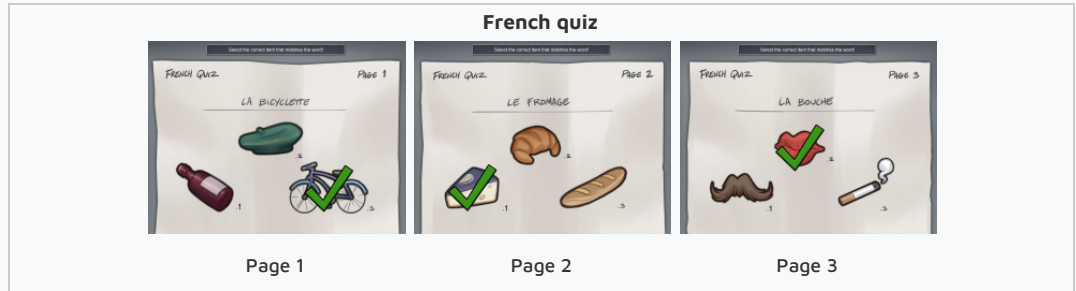 French quiz
Select the correct item that matches the word!
FRENCH QUIZ PAGE 1
LA BICYCLETTE
.2
.1
.3
Select the correct item that matches the word!
FRENCH QUIZ PAGE 2
LE FROMAGE
.2
.1
.3
Select the correct item that matches the word!
FRENCH QUIZ PAGE 3
LA BOUCHE
.2
.1
.3
Page 1
Page 2
Page 3